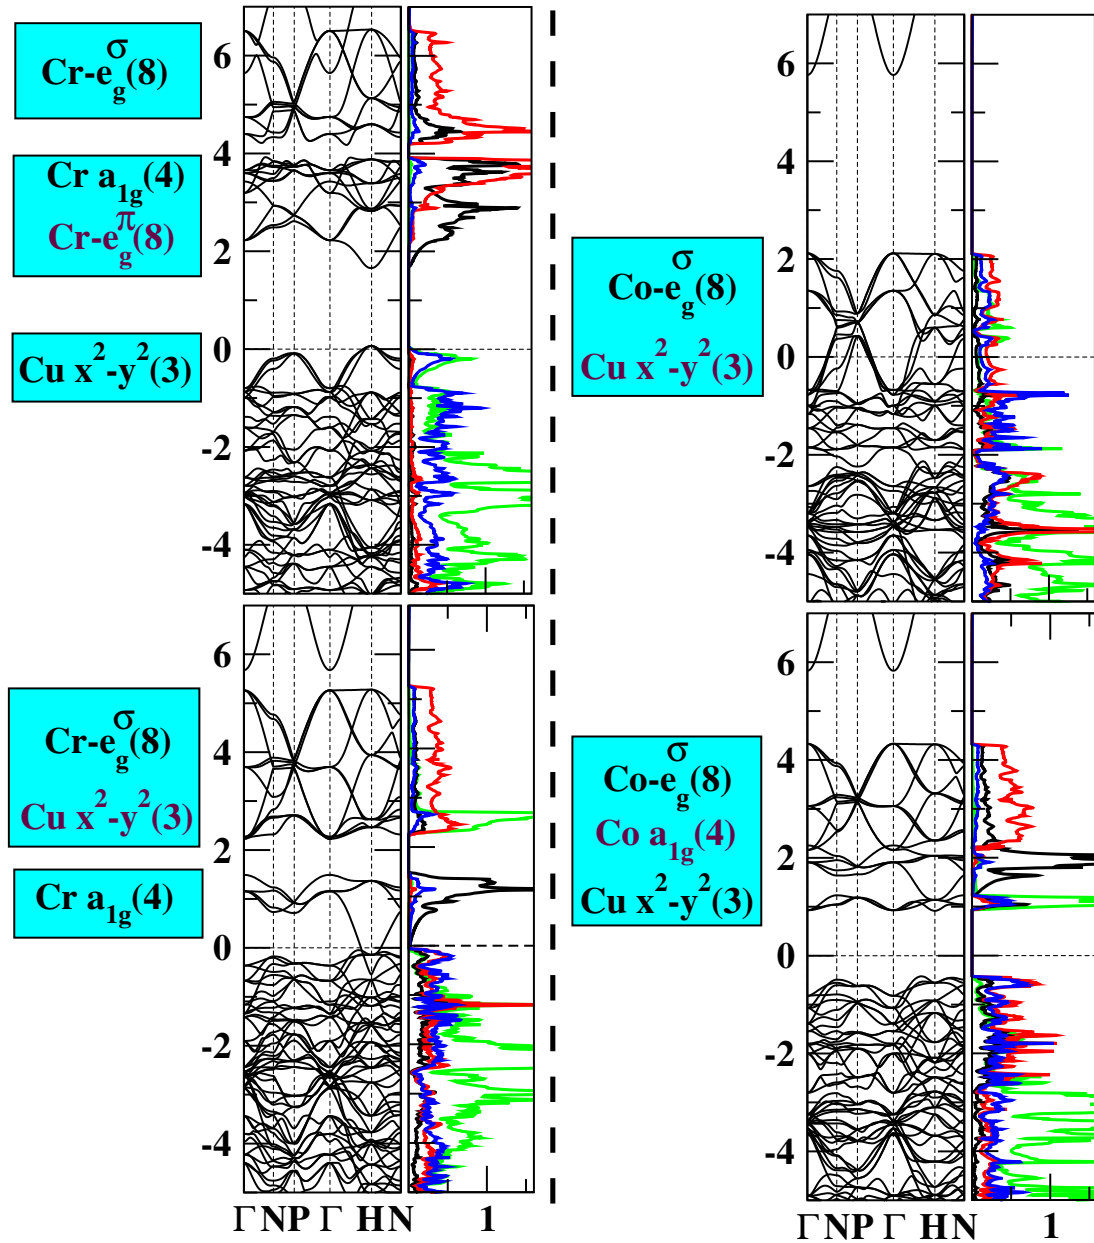 6
4
2
0
-2
-4
Cr-e_g^σ(8)
Cr a_1g(4)
Cr-e_g^π(8)
Cu x^2-y^2(3)
6
4
2
0
-2
-4
Co-e_g^σ(8)
Cu x^2-y^2(3)
6
4
2
0
-2
-4
Cr-e_g^σ(8)
Cu x^2-y^2(3)
Cr a_1g(4)
Γ N P Γ H N 1
6
4
2
0
-2
-4
Co-e_g^σ(8)
Co a_1g(4)
Cu x^2-y^2(3)
Γ N P Γ H N 1